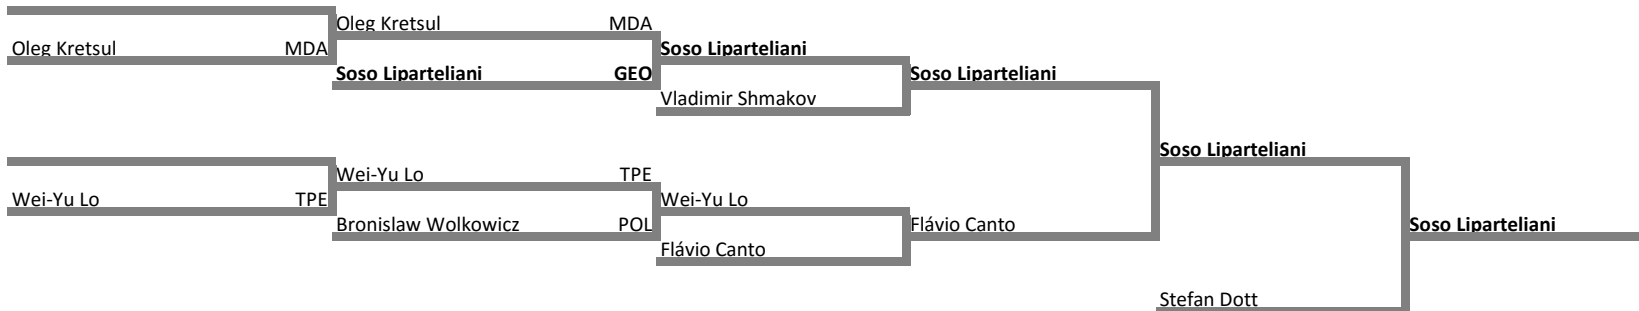 Oleg Kretsul MDA
Oleg Kretsul MDA
Soso Liparteliani
Soso Liparteliani GEO
Soso Liparteliani
Vladimir Shmakov
Soso Liparteliani
Wei-Yu Lo TPE
Wei-Yu Lo TPE
Wei-Yu Lo
Bronislaw Wolkowicz POL
Flávio Canto
Soso Liparteliani
Flávio Canto
Stefan Dott